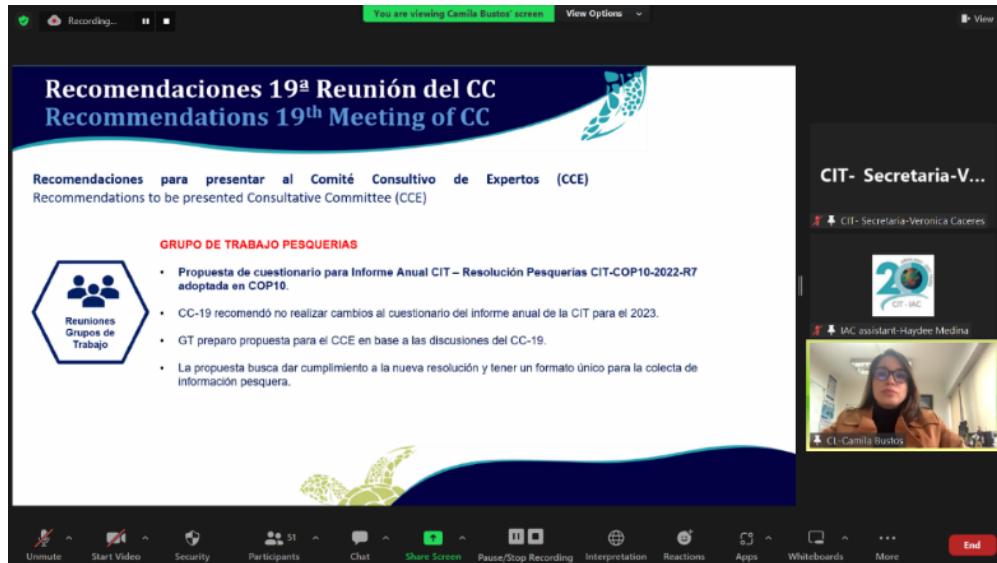 Recording...
You are viewing Camila Bustos' screen
View Options
View
Recomendaciones 19ª Reunión del CC
Recommendations 19th Meeting of CC
Recomendaciones para presentar al Comité Consultivo de Expertos (CCE)
Recommendations to be presented Consultative Committee (CCE)
GRUPO DE TRABAJO PESQUERIAS
• Propuesta de cuestionario para Informe Anual CIT – Resolución Pesquerías CIT-COP10-2022-R7
adoptada en COP10.
• CC-19 recomendó no realizar cambios al cuestionario del informe anual de la CIT para el 2023.
• GT preparo propuesta para el CCE en base a las discusiones del CC-19.
• La propuesta busca dar cumplimiento a la nueva resolución y tener un formato único para la colecta de
información pesquera.
Reuniones
Grupos de
Trabajo
CIT- Secretaria-V...
CIT- Secretaria-Veronica Caceres
20
CIT - IAC
IAC assistant-Haydee Medina
CL-Camila Bustos
Unmute
Start Video
Security
51
Participants
Chat
Share Screen
Pause/Stop Recording
Interpretation
Reactions
Apps
Whiteboards
More
End